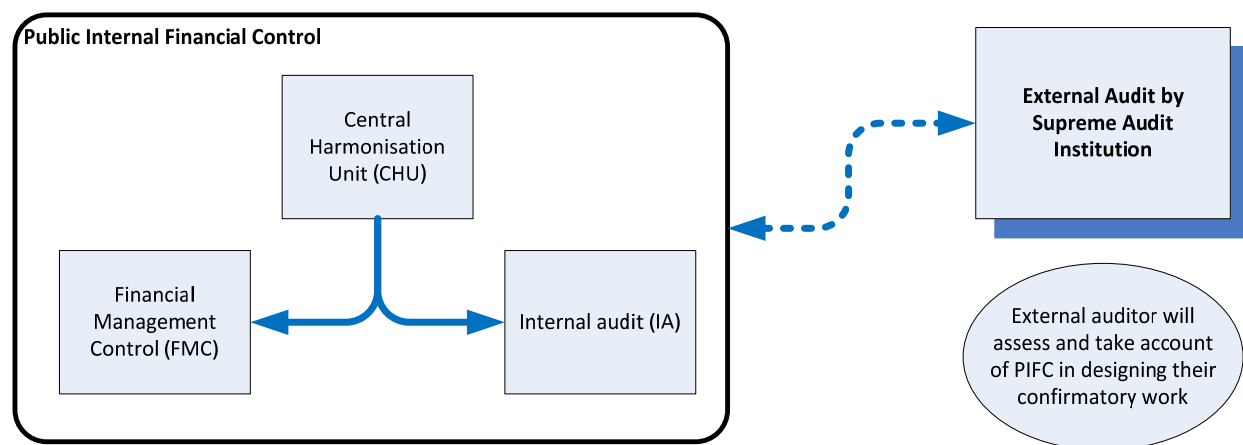 Public Internal Financial Control
Central
Harmonisation
Unit (CHU)
Financial
Management
Control (FMC)
Internal audit (IA)
External Audit by
Supreme Audit
Institution
External auditor will
assess and take account
of PIFC in designing their
confirmatory work